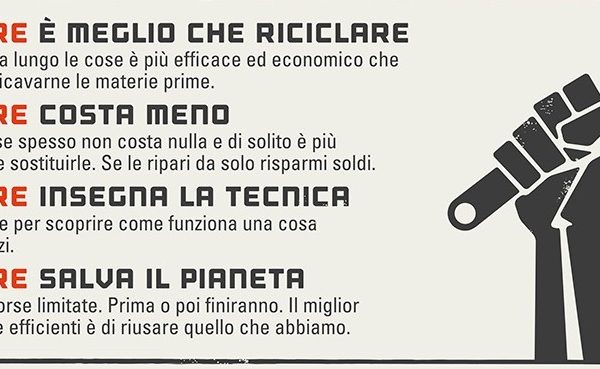 RE È MEGLIO CHE RICICLARE
a lungo le cose è più efficace ed economico che
icavarne le materie prime.
RE COSTA MENO
se spesso non costa nulla e di solito è più
e sostituirle. Se le ripari da solo risparmi soldi.
RE INSEGNA LA TECNICA
e per scoprire come funziona una cosa
zi.
RE SALVA IL PIANETA
orse limitate. Prima o poi finiranno. Il miglior
e efficienti è di riusare quello che abbiamo.